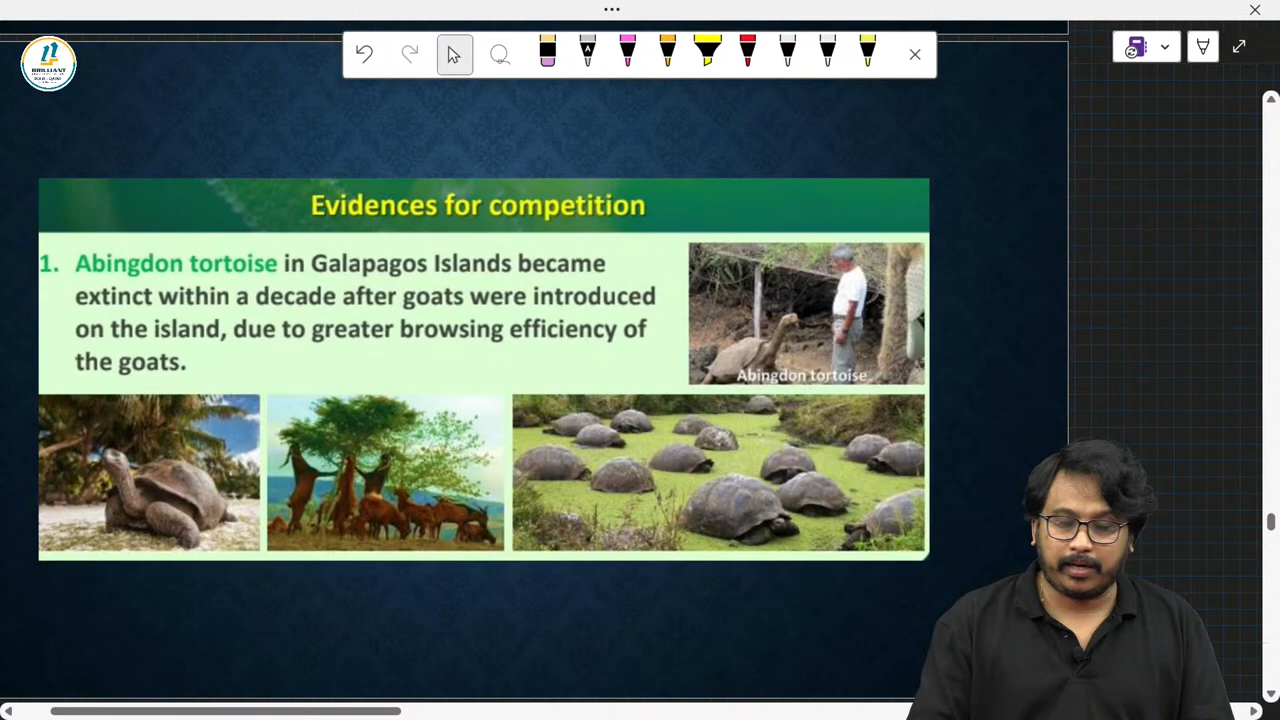 BRILLIANT
Evidences for competition
1. Abingdon tortoise in Galapagos Islands became
extinct within a decade after goats were introduced
on the island, due to greater browsing efficiency of
the goats.
Abingdon tortoise